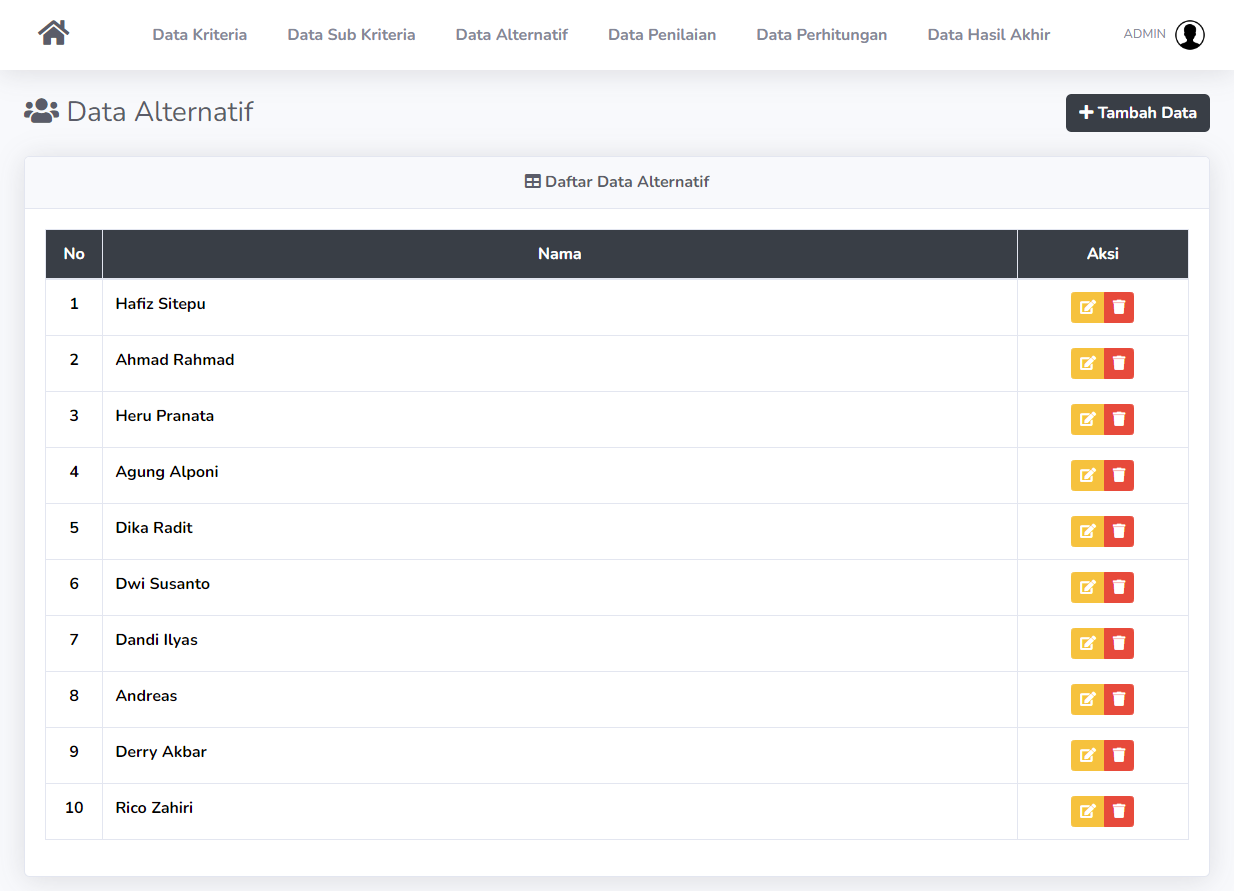 Data Kriteria Data Sub Kriteria Data Alternatif Data Penilaian Data Perhitungan Data Hasil Akhir ADMIN
Data Alternatif
Tambah Data
Daftar Data Alternatif
No Nama Aksi
1 Hafiz Sitepu
2 Ahmad Rahmad
3 Heru Pranata
4 Agung Alponi
5 Dika Radit
6 Dwi Susanto
7 Dandi Ilyas
8 Andreas
9 Derry Akbar
10 Rico Zahiri